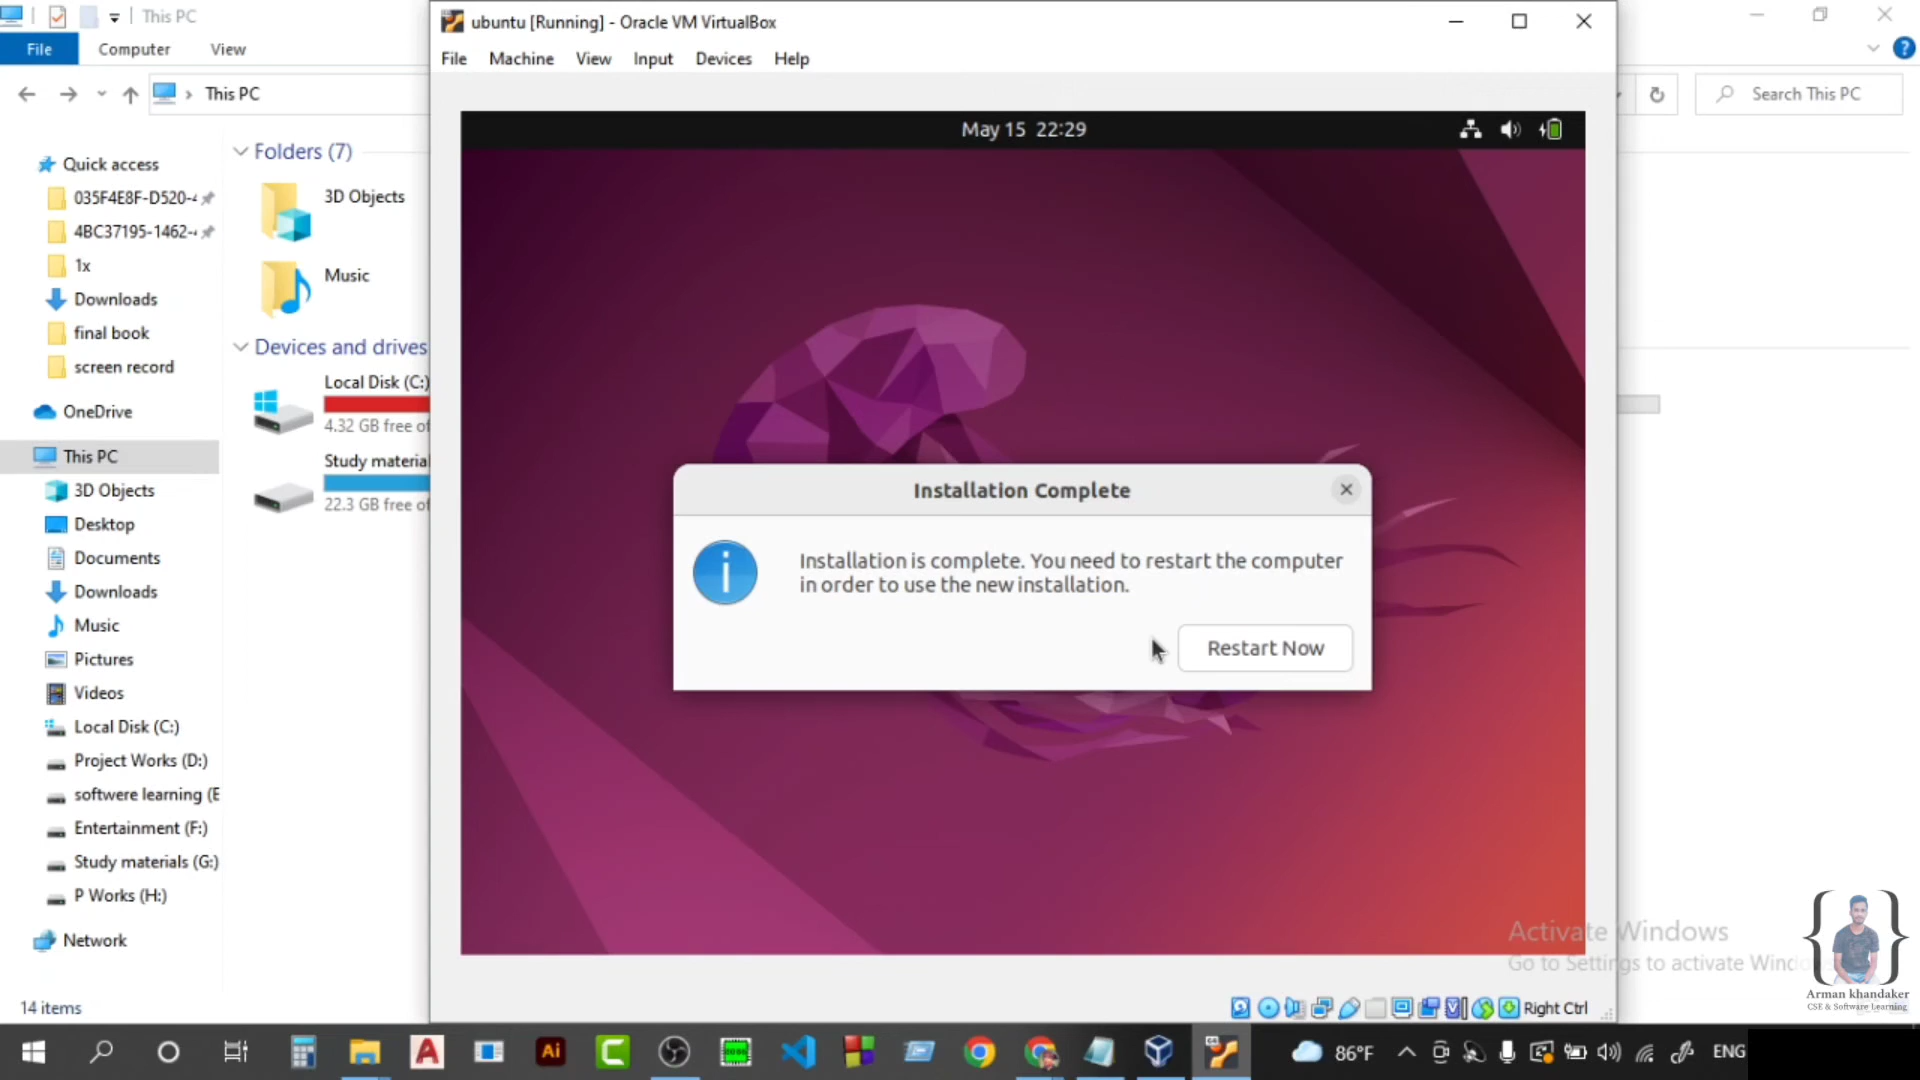 This PC
File
Computer
View
This PC
Search This PC
Quick access
035F4E8F-D520-
4BC37195-1462-
1x
Downloads
final book
screen record
OneDrive
This PC
3D Objects
Desktop
Documents
Downloads
Music
Pictures
Videos
Local Disk (C:)
Project Works (D:)
softwere learning (E
Entertainment (F:)
Study materials (G:)
P Works (H:)
Network
14 items
Folders (7)
3D Objects
Music
Devices and drives
Local Disk (C:)
4.32 GB free of
Study material
22.3 GB free of
ubuntu [Running] - Oracle VM VirtualBox
File Machine View Input Devices Help
May 15 22:29
Installation Complete
Installation is complete. You need to restart the computer
in order to use the new installation.
Restart Now
Right Ctrl
Activate Windows
Go to Settings to activate Windo
Arman khandaker
CSE & Software Learning
86°F
ENG